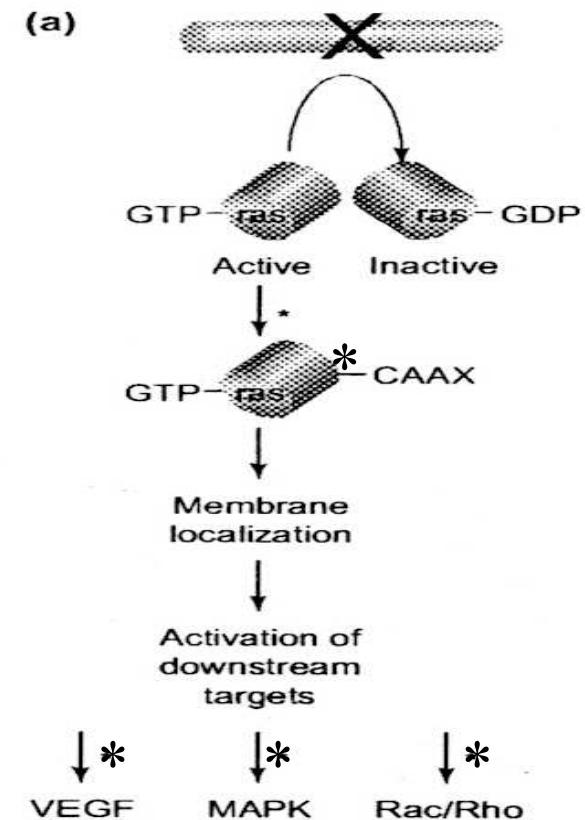 (a)
X
GTP ras ras GDP
Active Inactive
*
GTP ras * CAAX
Membrane
localization
Activation of
downstream
targets
* * *
VEGF MAPK Rac/Rho